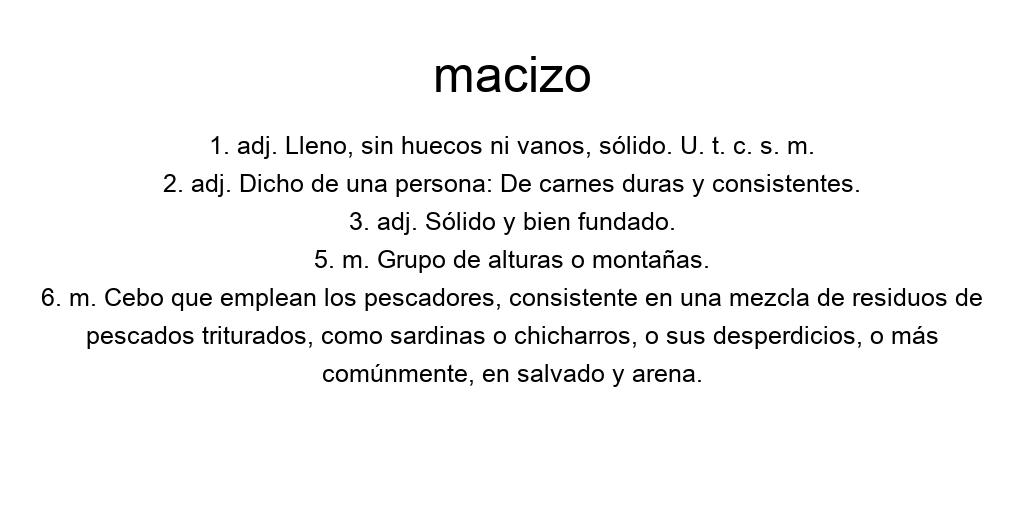 macizo
1. adj. Lleno, sin huecos ni vanos, sólido. U. t. c. s. m.
2. adj. Dicho de una persona: De carnes duras y consistentes.
3. adj. Sólido y bien fundado.
5. m. Grupo de alturas o montañas.
6. m. Cebo que emplean los pescadores, consistente en una mezcla de residuos de
pescados triturados, como sardinas o chicharros, o sus desperdicios, o más
comúnmente, en salvado y arena.